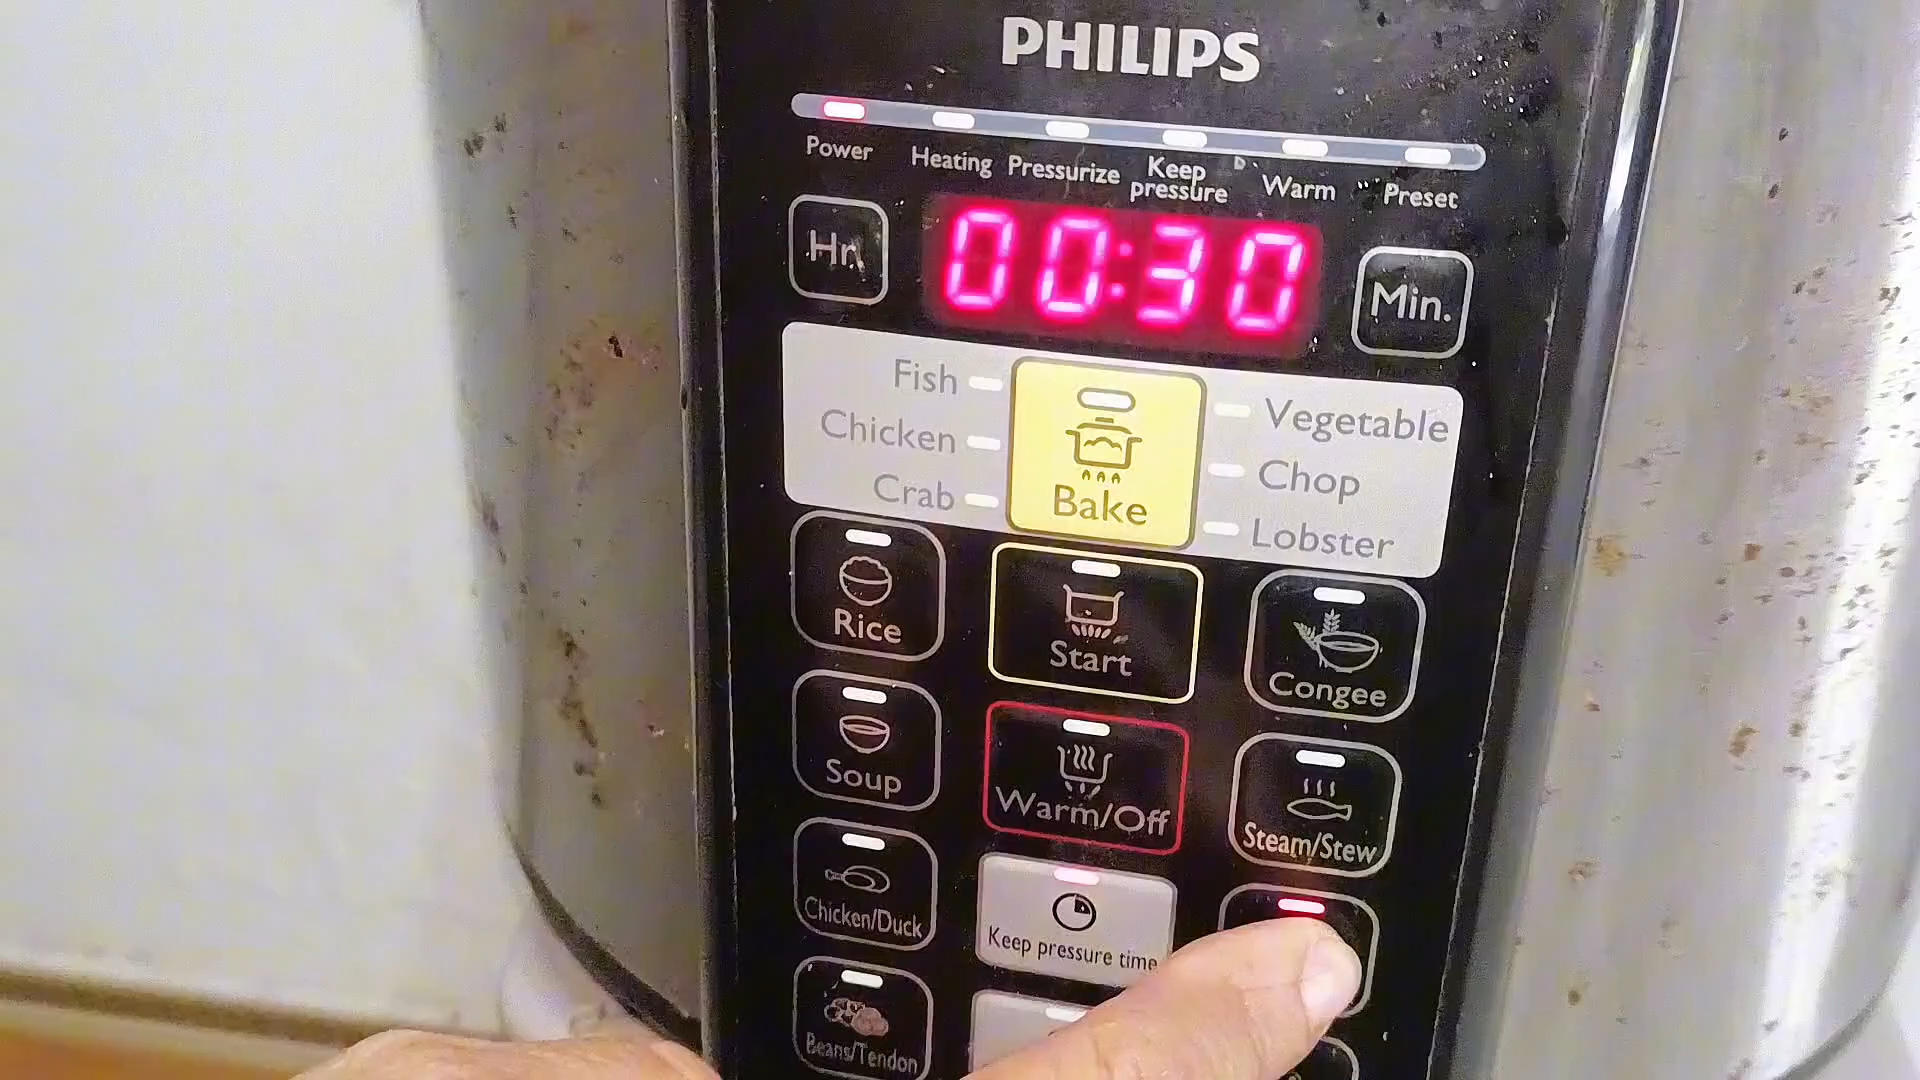 PHILIPS
Power Heating Pressurize Keep pressure Warm Preset
Hr.
00:30
Min.
Fish
Chicken
Crab
Bake
Vegetable
Chop
Lobster
Rice
Start
Congee
Soup
Warm/Off
Steam/Stew
Chicken/Duck
Keep pressure time
Beans/Tendon